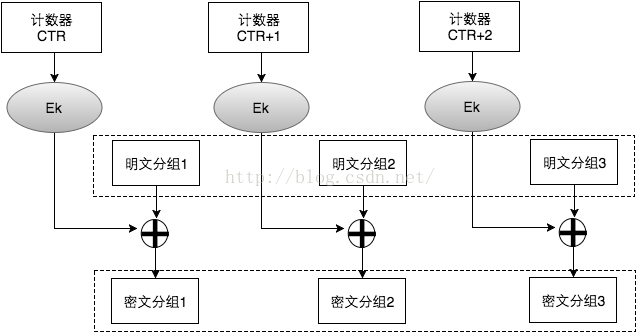 计数器
CTR
计数器
CTR+1
计数器
CTR+2
Ek
Ek
Ek
明文分组1
明文分组2
明文分组3
http://blog.csdn.net/
密文分组1
密文分组2
密文分组3